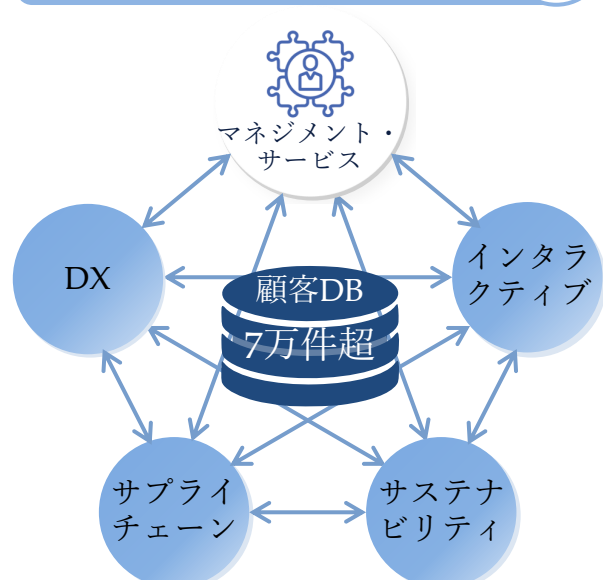 マネジメント・
サービス
DX
インタラ
クティブ
顧客DB
7万件超
サプライ
チェーン
サステナ
ビリティ